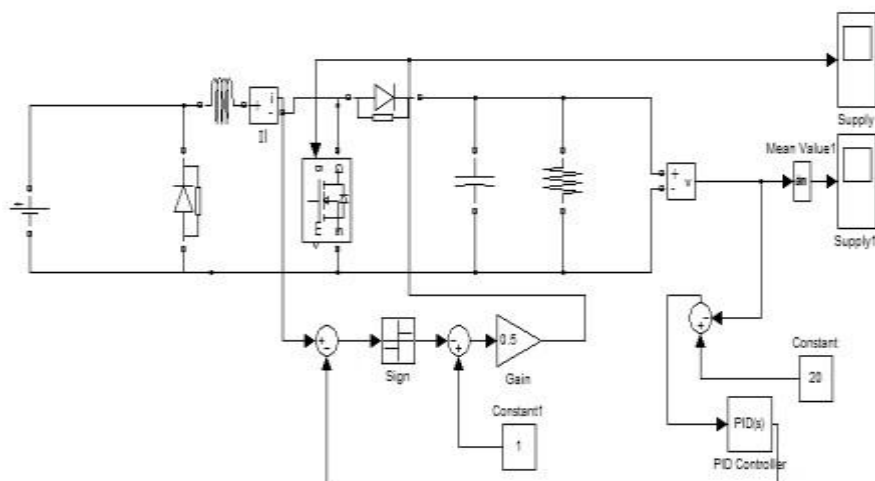 Supply
Mean Value1
Il
v
Supply1
0.5
Sign
Gain
Constant
20
Constant1
1
PID(s)
PID Controller